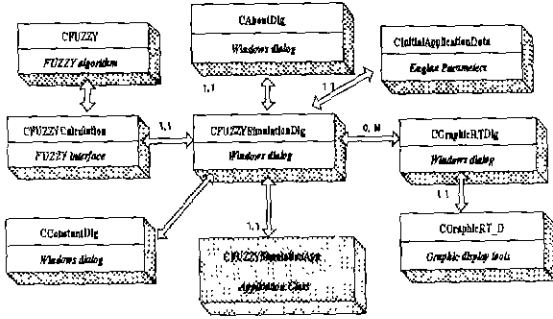 CFUZZY
FUZZY algorithm
CAboutDlg
Windows dialog
CInitialApplicationData
Engine Parameters
1,1
1,1
CFUZZYCalculation
FUZZY interface
1,1
CFUZZYSimulationDlg
Windows dialog
0, N
CGraphicRTDlg
Windows dialog
1,1
CConstantDlg
Windows dialog
1,1
CFUZZYSimulationApp
Application Class
CGraphicRT_D
Graphic display tools